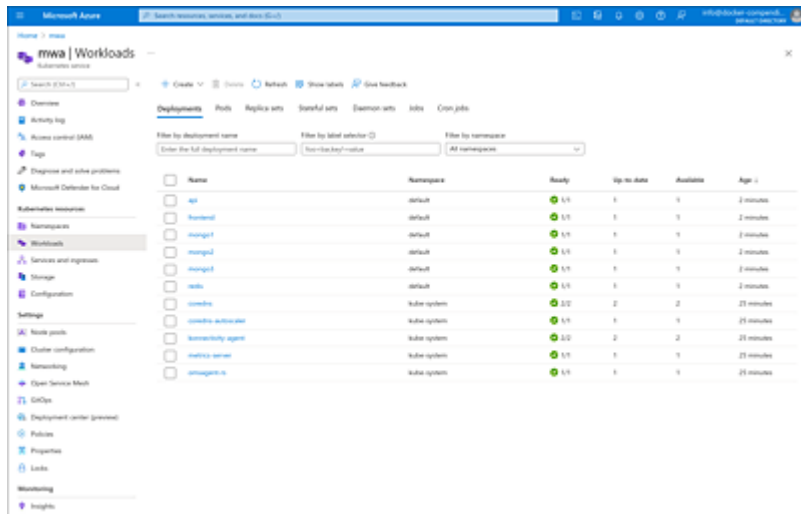 Microsoft Azure
Search resources, services, and docs (G+/)
info@docker-compendi...
DEFAULT DIRECTORY
Home > mwa
mwa | Workloads
Kubernetes service
Search (Ctrl+/)
Create
Delete
Refresh
Show labels
Give feedback
Overview
Activity log
Access control (IAM)
Tags
Diagnose and solve problems
Microsoft Defender for Cloud
Kubernetes resources
Namespaces
Workloads
Services and ingresses
Storage
Configuration
Settings
Node pools
Cluster configuration
Networking
Open Service Mesh
GitOps
Deployment center (preview)
Policies
Properties
Locks
Monitoring
Insights
Deployments Pods Replica sets Stateful sets Daemon sets Jobs Cron jobs
Filter by deployment name Filter by label selector Filter by namespace
Enter the full deployment name All namespaces
Name Namespace Ready Up-to-date Available Age ↓
api default 1/1 1 1 2 minutes
frontend default 1/1 1 1 2 minutes
mongo1 default 1/1 1 1 2 minutes
mongo2 default 1/1 1 1 2 minutes
mongo3 default 1/1 1 1 2 minutes
redis default 1/1 1 1 2 minutes
coredns kube-system 2/2 2 2 25 minutes
coredns-autoscaler kube-system 1/1 1 1 25 minutes
konnectivity-agent kube-system 2/2 2 2 25 minutes
metrics-server kube-system 1/1 1 1 25 minutes
omsagent-rs kube-system 1/1 1 1 25 minutes